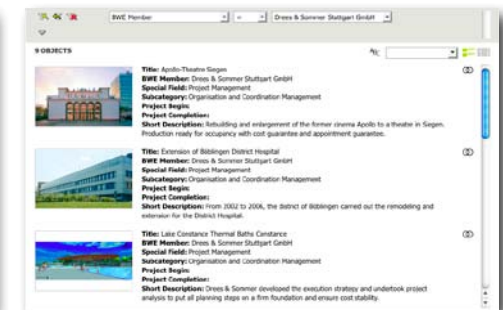 BWE Member = Drees & Sommer Stuttgart GmbH
9 OBJECTS
Title: Apollo-Theatre Siegen
BWE Member: Drees & Sommer Stuttgart GmbH
Special Field: Project Management
Subcategory: Organisation and Coordination Management
Project Begin:
Project Completion:
Short Description: Rebuilding and enlargement of the former cinema Apollo to a theatre in Siegen.
Production ready for occupancy with cost guarantee and appointment guarantee.
Title: Extension of Böblingen District Hospital
BWE Member: Drees & Sommer Stuttgart GmbH
Special Field: Project Management
Subcategory: Organisation and Coordination Management
Project Begin:
Project Completion:
Short Description: From 2002 to 2006, the district of Böblingen carried out the remodeling and
extension for the District Hospital.
Title: Lake Constance Thermal Baths Constance
BWE Member: Drees & Sommer Stuttgart GmbH
Special Field: Project Management
Subcategory: Organisation and Coordination Management
Project Begin:
Project Completion:
Short Description: Drees & Sommer developed the execution strategy and undertook project
analysis to put all planning steps on a firm foundation and ensure cost stability.